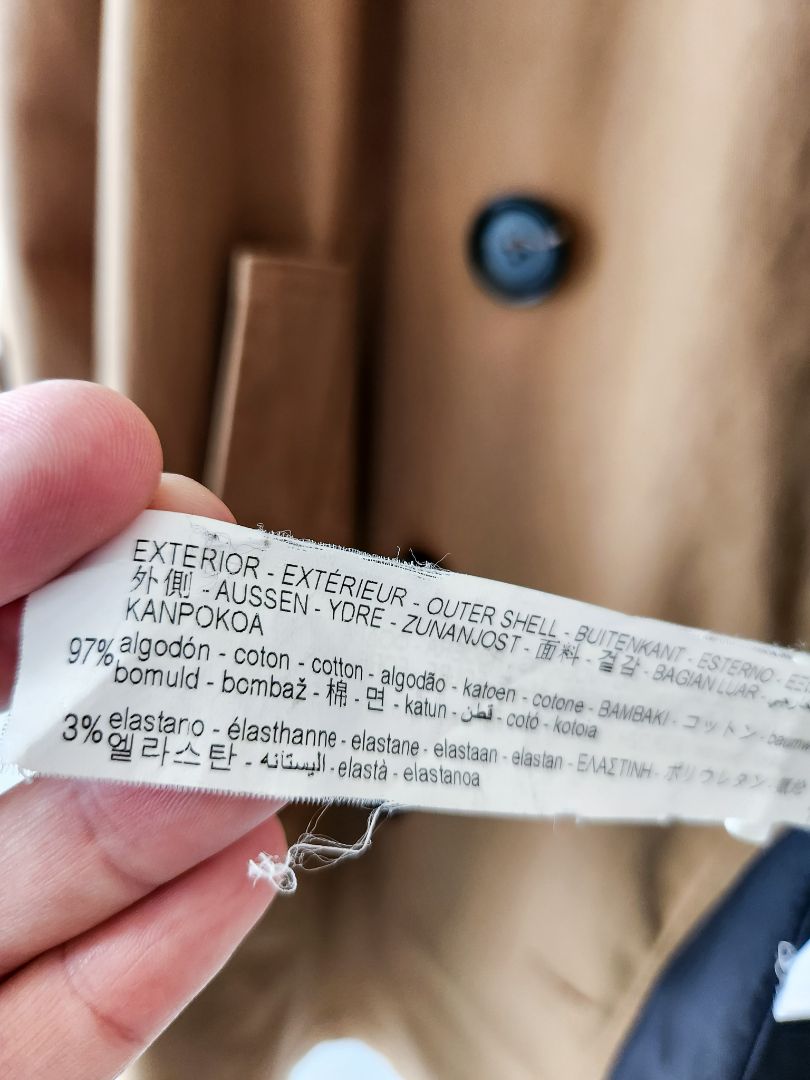 EXTERIOR - EXTÉRIEUR - OUTER SHELL - BUITENKANT - ESTERNO -
外側 - AUSSEN - YDRE - ZUNANJOST - 面料 - 겉감 - BAGIAN LUAR -
KANPOKOA
97% algodón - coton - cotton - algodão - katoen - cotone - BAMBAKI - コットン -
bomuld - bombaž - 棉 - 면 - katun - قطن - cotó - kotoia
3% elastano - élasthanne - elastane - elastaan - elastan - ΕΛΑΣΤΙΝΗ - ポリウレタン -
엘라스탄 - اليستانه - elastà - elastanoa